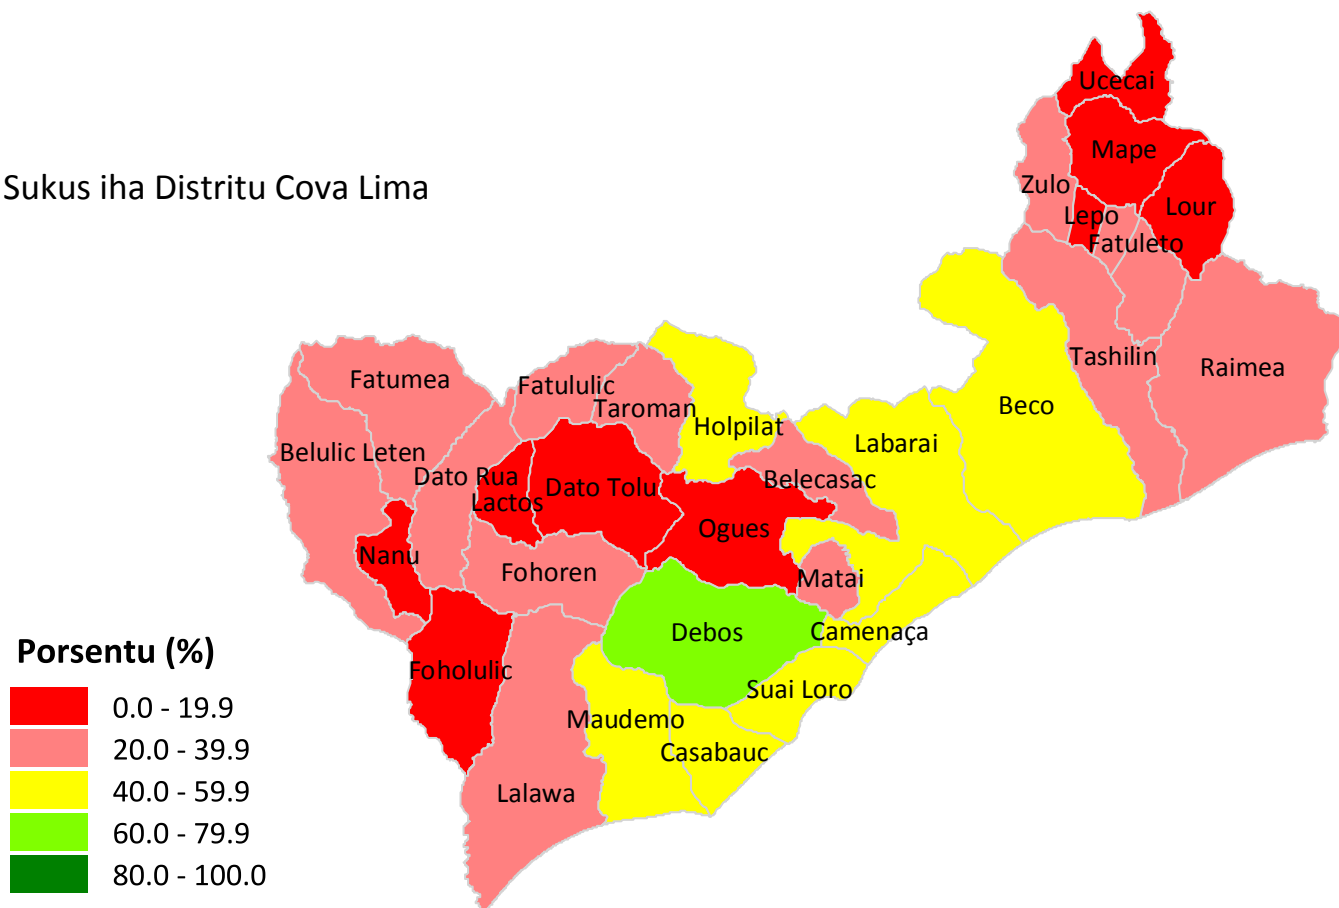 Ucecai
Mape
Sukus iha Distritu Cova Lima
Zulo
Lour
Lepo
Fatuleto
Tashilin
Raimea
Fatumea
Fatululic
Taroman
Beco
Holpilat
Labarai
Belulic Leten
Dato Rua
Belecasac
Lactos
Dato Tolu
Ogues
Nanu
Fohoren
Matai
Debos
Camenaça
Porsentu (%)
Foholulic
Suai Loro
0.0 - 19.9
Maudemo
20.0 - 39.9
Casabauc
40.0 - 59.9
Lalawa
60.0 - 79.9
80.0 - 100.0